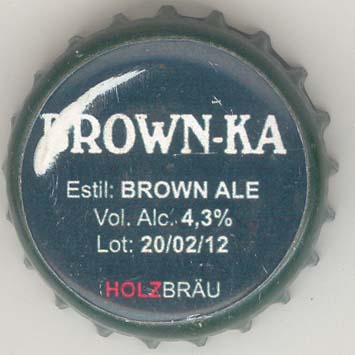 BROWN-KA
Estil: BROWN ALE
Vol. Alc. 4,3%
Lot: 20/02/12
HOLZBRÄU